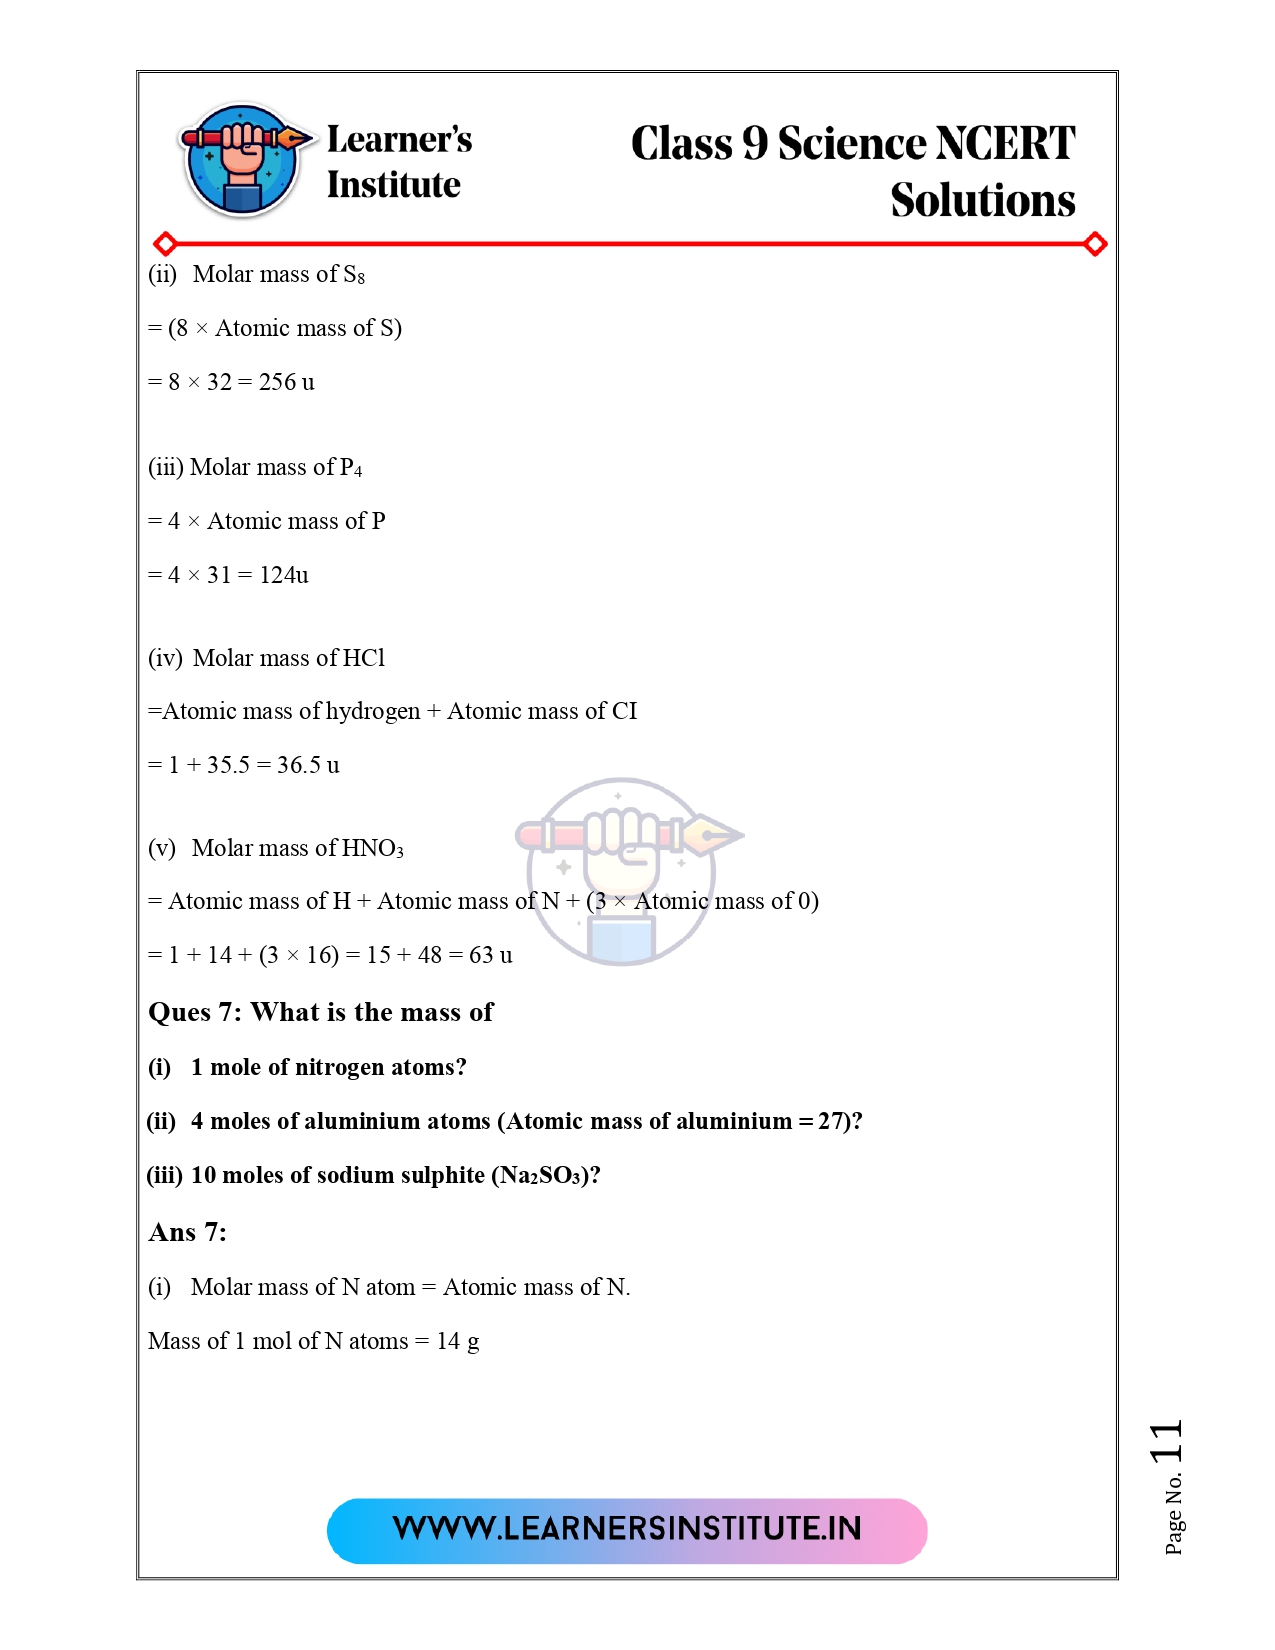 Learner's
Institute
Class 9 Science NCERT
Solutions
(ii) Molar mass of S₈
= (8 × Atomic mass of S)
= 8 × 32 = 256 u
(iii) Molar mass of P₄
= 4 × Atomic mass of P
= 4 × 31 = 124u
(iv) Molar mass of HCl
=Atomic mass of hydrogen + Atomic mass of CI
= 1 + 35.5 = 36.5 u
(v) Molar mass of HNO₃
= Atomic mass of H + Atomic mass of N + (3 × Atomic mass of 0)
= 1 + 14 + (3 × 16) = 15 + 48 = 63 u
Ques 7: What is the mass of
(i) 1 mole of nitrogen atoms?
(ii) 4 moles of aluminium atoms (Atomic mass of aluminium = 27)?
(iii) 10 moles of sodium sulphite (Na₂SO₃)?
Ans 7:
(i) Molar mass of N atom = Atomic mass of N.
Mass of 1 mol of N atoms = 14 g
Page No. 11
WWW.LEARNERSINSTITUTE.IN